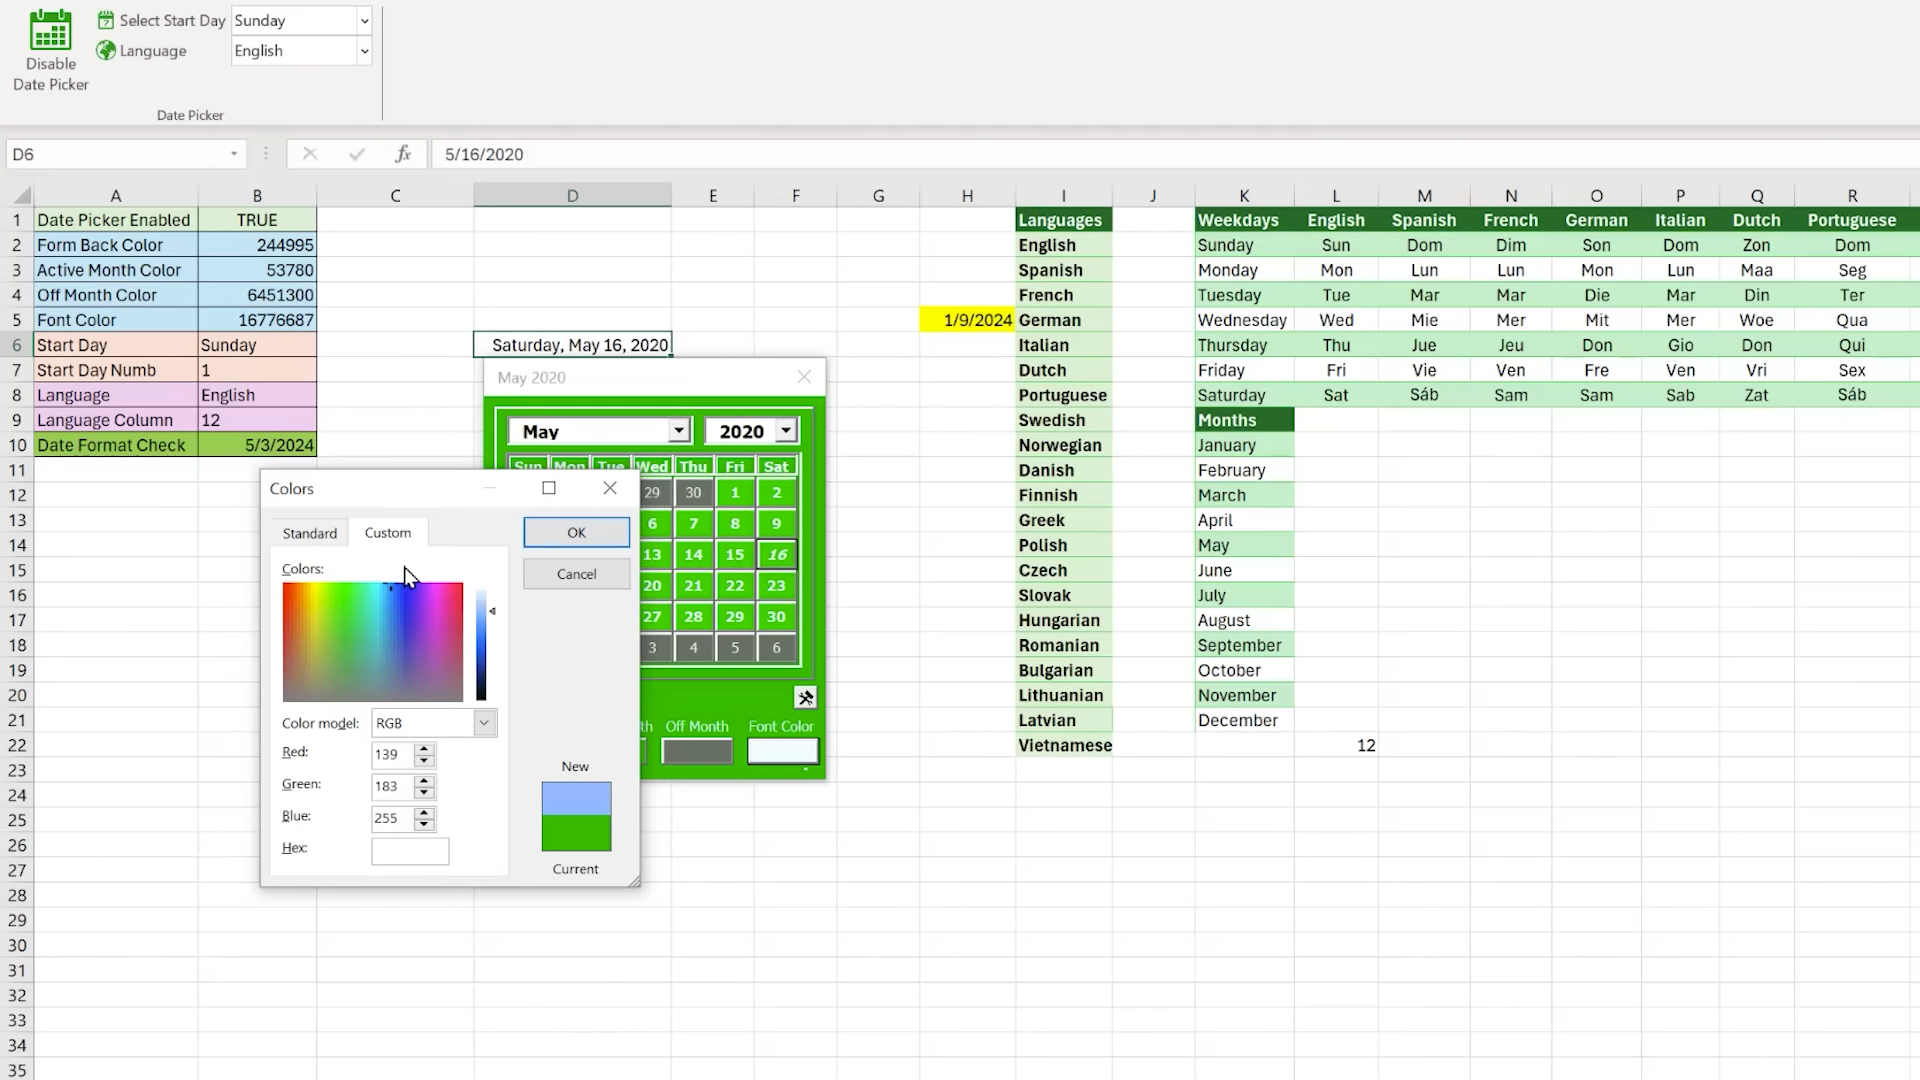 Disable
Date Picker
Select Start Day Sunday
Language English
Date Picker
D6 fx 5/16/2020
A B C D E F G H I J K L M N O P Q R
1 Date Picker Enabled TRUE Languages Weekdays English Spanish French German Italian Dutch Portuguese
2 Form Back Color 244995 English Sunday Sun Dom Dim Son Dom Zon Dom
3 Active Month Color 53780 Spanish Monday Mon Lun Lun Mon Lun Maa Seg
4 Off Month Color 6451300 French Tuesday Tue Mar Mar Die Mar Din Ter
5 Font Color 16776687 1/9/2024 German Wednesday Wed Mie Mer Mit Mer Woe Qua
6 Start Day Sunday Saturday, May 16, 2020 Italian Thursday Thu Jue Jeu Don Gio Don Qui
7 Start Day Numb 1 Dutch Friday Fri Vie Ven Fre Ven Vri Sex
8 Language English Portuguese Saturday Sat Sáb Sam Sam Sab Zat Sáb
9 Language Column 12 Swedish Months
10 Date Format Check 5/3/2024 Norwegian January
11 Danish February
12 Finnish March
13 Greek April
14 Polish May
15 Czech June
16 Slovak July
17 Hungarian August
18 Romanian September
19 Bulgarian October
20 Lithuanian November
21 Latvian December
22 Vietnamese 12
23
24
25
26
27
28
29
30
31
32
33
34
35
May 2020
May 2020
Sun Mon Tue Wed Thu Fri Sat
29 30 1 2
6 7 8 9
13 14 15 16
20 21 22 23
27 28 29 30
3 4 5 6
Off Month Font Color
Colors
Standard Custom
OK
Cancel
Colors:
Color model: RGB
Red: 139
Green: 183
Blue: 255
Hex:
New
Current